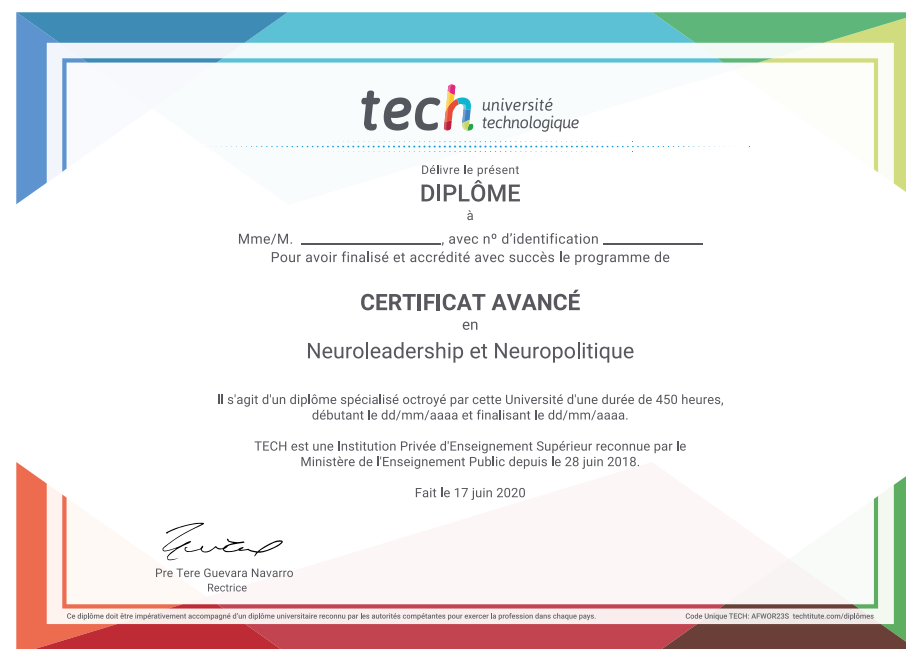 tech université
technologique
Délivre le présent
DIPLÔME
à
Mme/M. ____________________, avec nº d'identification ______________
Pour avoir finalisé et accrédité avec succès le programme de
CERTIFICAT AVANCÉ
en
Neuroleadership et Neuropolitique
Il s'agit d'un diplôme spécialisé octroyé par cette Université d'une durée de 450 heures,
débutant le dd/mm/aaaa et finalisant le dd/mm/aaaa.
TECH est une Institution Privée d'Enseignement Supérieur reconnue par le
Ministère de l'Enseignement Public depuis le 28 juin 2018.
Fait le 17 juin 2020
Pre Tere Guevara Navarro
Rectrice
Ce diplôme doit être impérativement accompagné d'un diplôme universitaire reconnu par les autorités compétantes pour exercer la profession dans chaque pays.
Code Unique TECH: AFWOR23S techtitute.com/diplômes